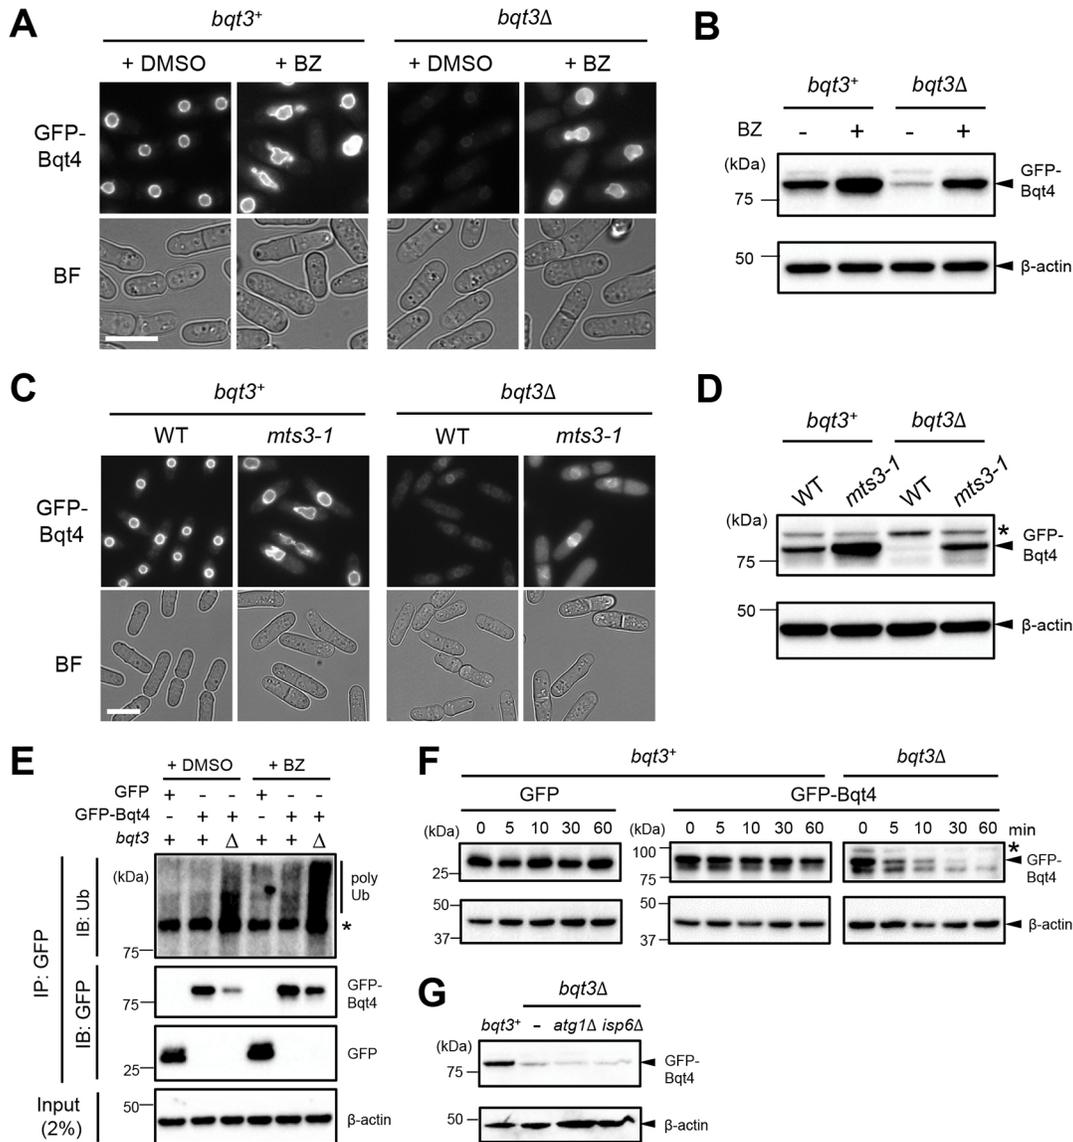 A
bqt3+ bqt3Δ
+ DMSO + BZ + DMSO + BZ
GFP-
Bqt4
BF
B
bqt3+ bqt3Δ
BZ - + - +
(kDa)
75
GFP-
Bqt4
50
β-actin
C
bqt3+ bqt3Δ
WT mts3-1 WT mts3-1
GFP-
Bqt4
BF
D
bqt3+ bqt3Δ
WT mts3-1 WT mts3-1
(kDa)
*
GFP-
Bqt4
75
50
β-actin
E
+ DMSO + BZ
GFP + - - + - -
GFP-Bqt4 - + + - + +
bqt3 + + Δ + + Δ
(kDa)
poly
Ub
*
75
IP: GFP
IB: Ub
IB: GFP
75
GFP-
Bqt4
25
GFP
Input
(2%)
50
β-actin
F
bqt3+ bqt3Δ
GFP GFP-Bqt4
(kDa) 0 5 10 30 60 (kDa) 0 5 10 30 60 0 5 10 30 60 min
100
*
GFP-
Bqt4
25
75
50 50
β-actin
37 37
G
bqt3Δ
bqt3+ - atg1Δ isp6Δ
(kDa)
75
GFP-
Bqt4
50
β-actin